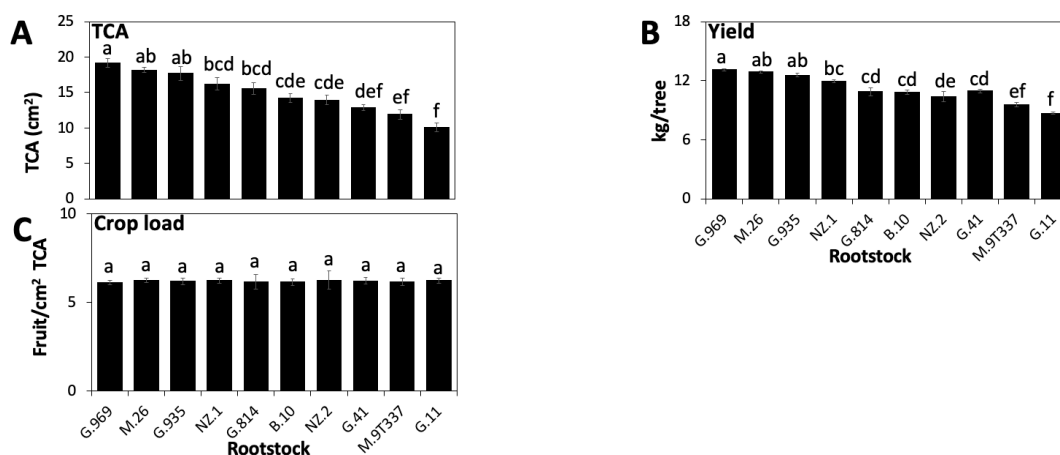 A
TCA
TCA (cm²)
25
20
15
10
5
0
a ab ab bcd bcd cde cde def ef f
B
Yield
kg/tree
18
12
6
0
a ab ab bc cd cd de cd ef f
G.969 M.26 G.935 NZ.1 G.814 B.10 NZ.2 G.41 M.9T337 G.11
Rootstock
C
Crop load
Fruit/cm² TCA
10
5
0
a a a a a a a a a a
G.969 M.26 G.935 NZ.1 G.814 B.10 NZ.2 G.41 M.9T337 G.11
Rootstock